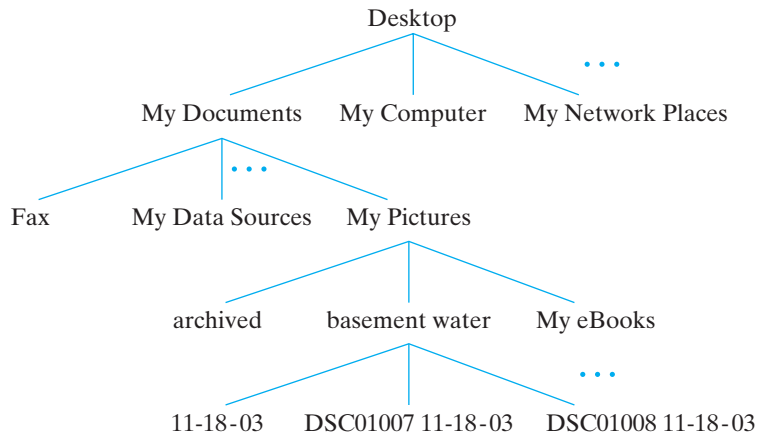 Desktop
...
My Documents My Computer My Network Places
...
Fax My Data Sources My Pictures
archived basement water My eBooks
...
11-18-03 DSC01007 11-18-03 DSC01008 11-18-03